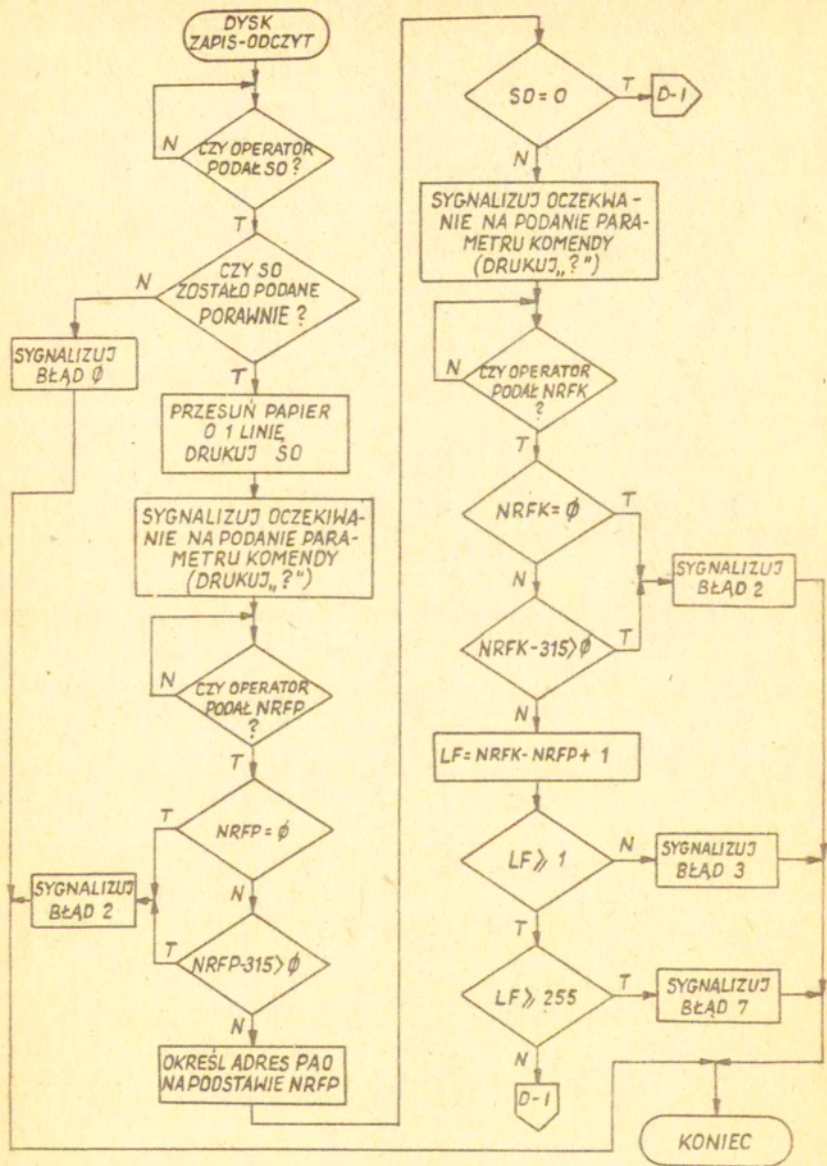 DYSK
ZAPIS-ODCZYT
N
CZY OPERATOR
PODAŁ SO ?
T
N
CZY SO
ZOSTAŁO PODANE
PORAWNIE ?
SYGNALIZUJ
BŁĄD Ø
T
PRZESUŃ PAPIER
O 1 LINIĘ
DRUKUJ SO
SYGNALIZUJ OCZEKIWA-
NIE NA PODANIE PARA-
METRU KOMENDY
(DRUKUJ „?")
N
CZY OPERATOR
PODAŁ NRFP
?
T
T
NRFP = Ø
N
SYGNALIZUJ
BŁĄD 2
T
NRFP-315>Ø
N
OKREŚL ADRES PAO
NA PODSTAWIE NRFP
SO = 0
T
D-1
N
SYGNALIZUJ OCZEKWA-
NIE NA PODANIE PARA-
METRU KOMENDY
(DRUKUJ „?")
N
CZY OPERATOR
PODAŁ NRFK
?
T
NRFK = Ø
T
SYGNALIZUJ
BŁĄD 2
N
NRFK-315>Ø
T
N
LF = NRFK - NRFP + 1
LF ⩾ 1
N
SYGNALIZUJ
BŁĄD 3
T
LF ⩾ 255
T
SYGNALIZUJ
BŁĄD 7
N
D-1
KONIEC